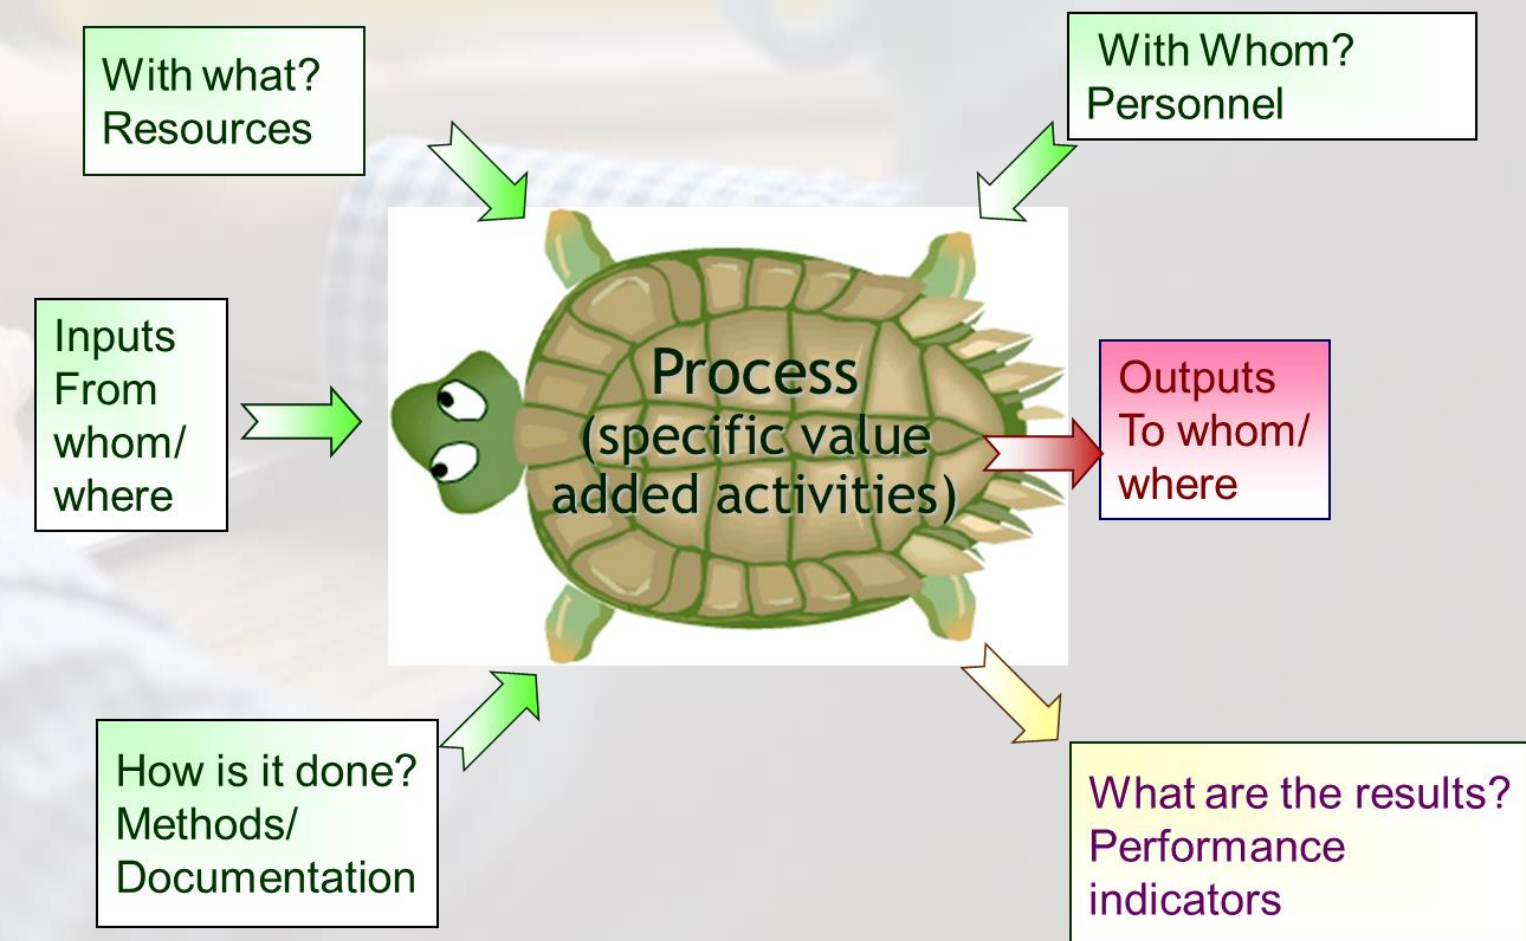 With what?
Resources
With Whom?
Personnel
Inputs
From
whom/
where
Process
(specific value
added activities)
Outputs
To whom/
where
How is it done?
Methods/
Documentation
What are the results?
Performance
indicators